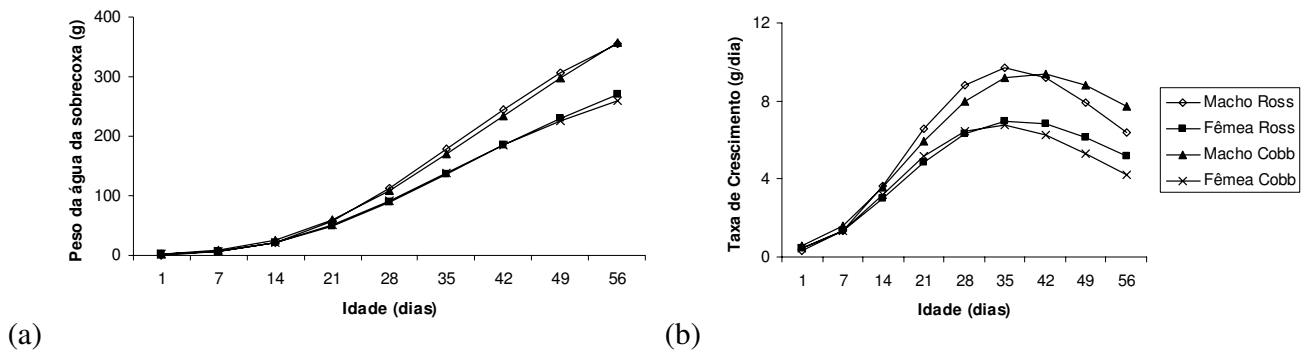 Peso da água da sobrecoxa (g)
400
300
200
100
0
1 7 14 21 28 35 42 49 56
Idade (dias)
(a)
Taxa de Crescimento (g/dia)
12
8
4
0
1 7 14 21 28 35 42 49 56
Idade (dias)
(b)
Macho Ross
Fêmea Ross
Macho Cobb
Fêmea Cobb